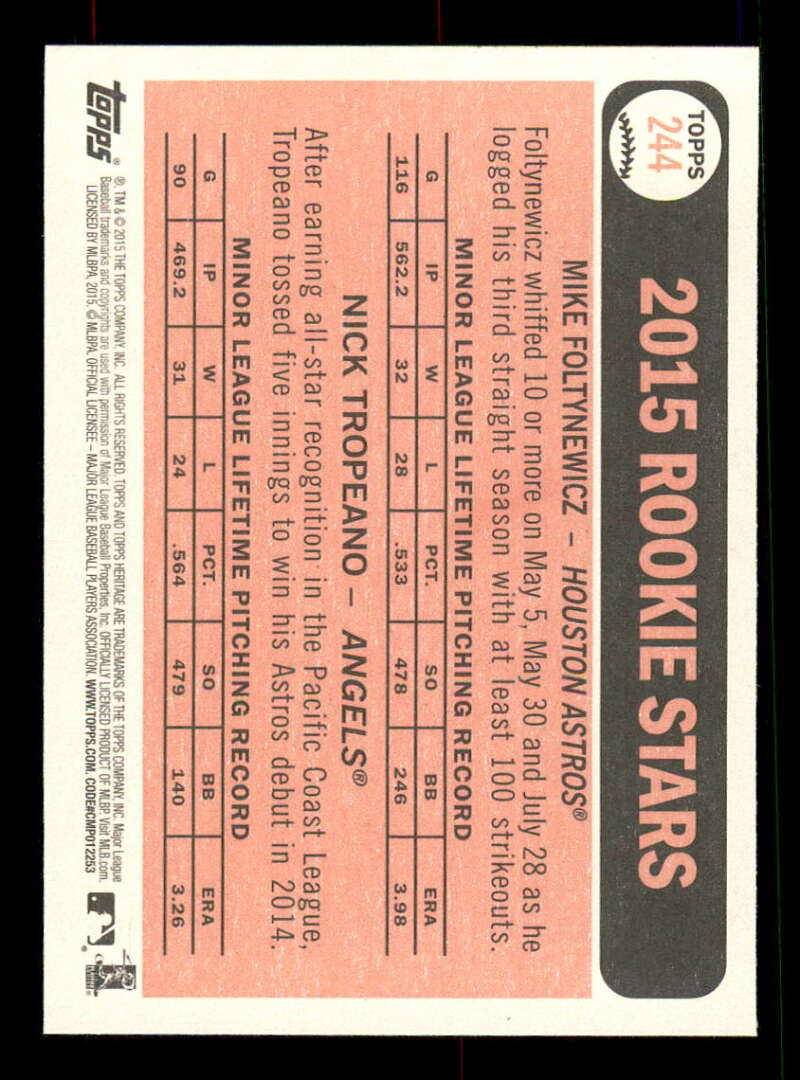 TOPPS
244
2015 ROOKIE STARS
MIKE FOLTYNEWICZ – HOUSTON ASTROS®
Foltynewicz whiffed 10 or more on May 5, May 30 and July 28 as he
logged his third straight season with at least 100 strikeouts.
MINOR LEAGUE LIFETIME PITCHING RECORD
G IP W L PCT. SO BB ERA
116 562.2 32 28 .533 478 246 3.98
NICK TROPEANO – ANGELS®
After earning all-star recognition in the Pacific Coast League,
Tropeano tossed five innings to win his Astros debut in 2014.
MINOR LEAGUE LIFETIME PITCHING RECORD
G IP W L PCT. SO BB ERA
90 469.2 31 24 .564 479 140 3.26
topps®
®, TM & © 2015 THE TOPPS COMPANY, INC. ALL RIGHTS RESERVED. TOPPS AND TOPPS HERITAGE ARE TRADEMARKS OF THE TOPPS COMPANY, INC. Major League
Baseball trademarks and copyrights are used with permission of Major League Baseball Properties, Inc. OFFICIALLY LICENSED PRODUCT OF MLBP. Visit MLB.com.
LICENSED BY MLBPA, 2015. © MLBPA. OFFICIAL LICENSEE – MAJOR LEAGUE BASEBALL PLAYERS ASSOCIATION. WWW.TOPPS.COM. CODE#CMP012253